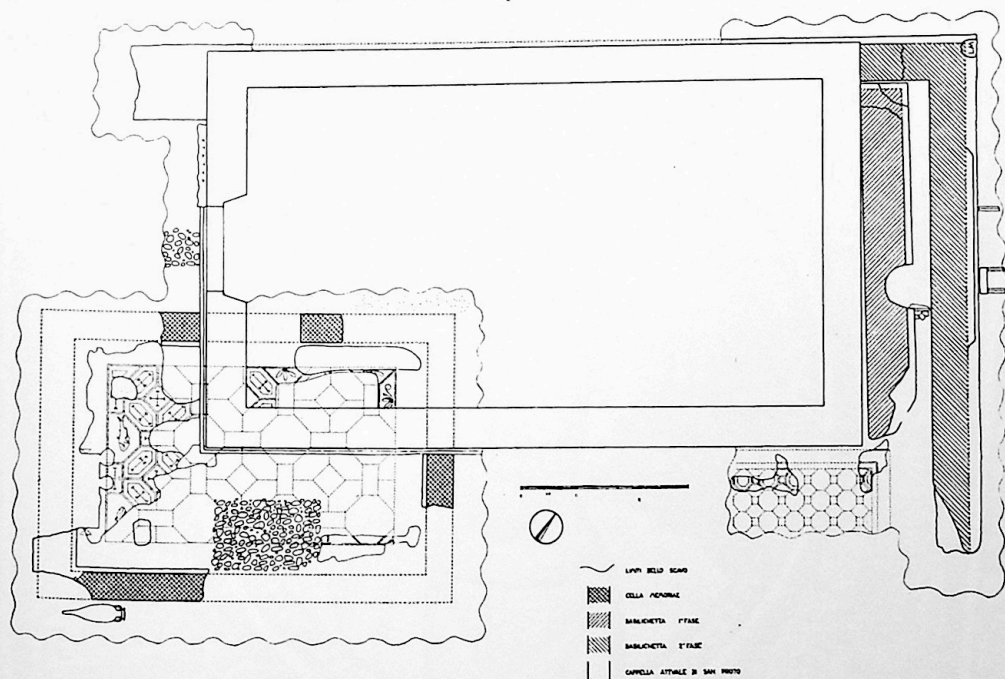 LIMITI DELLO SCAVO
CELLA MEMORIAE
BASILICHETTA 1ª FASE
BASILICHETTA 2ª FASE
CAPPELLA ATTUALE DI SAN PROTO